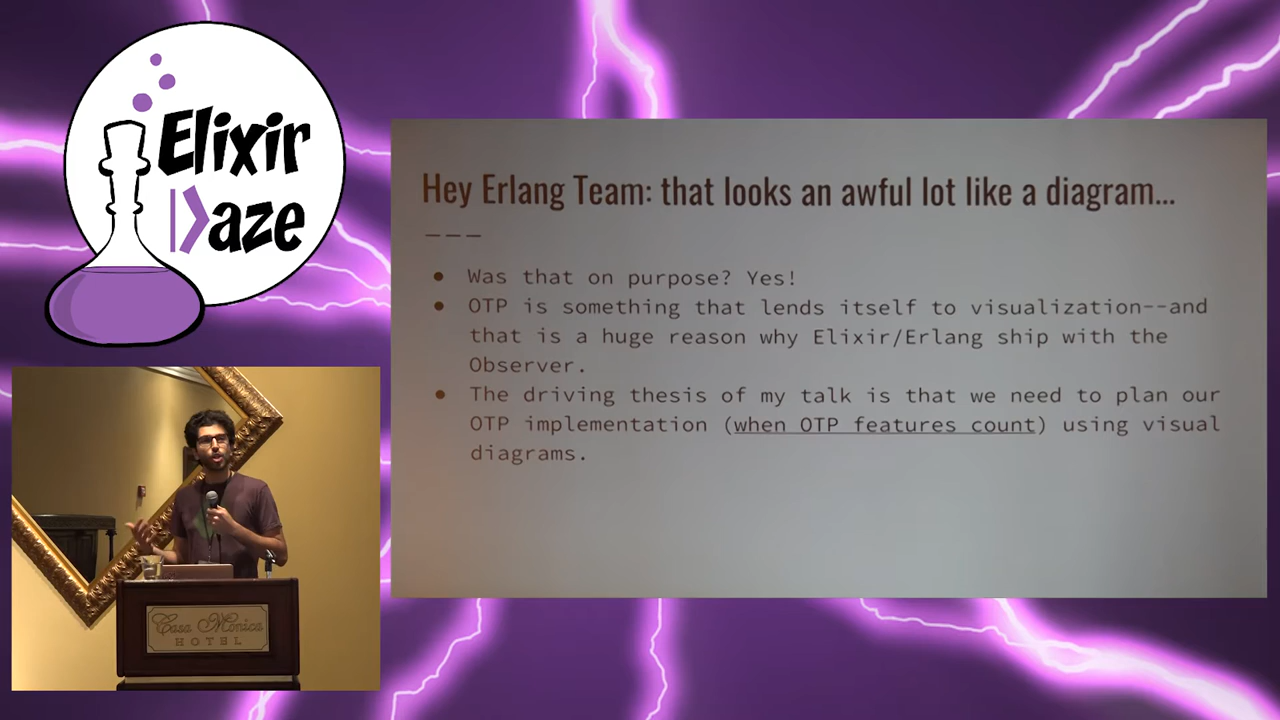 Elixir
Daze
Hey Erlang Team: that looks an awful lot like a diagram...
Was that on purpose? Yes!
OTP is something that lends itself to visualization--and
that is a huge reason why Elixir/Erlang ship with the
Observer.
The driving thesis of my talk is that we need to plan our
OTP implementation (when OTP features count) using visual
diagrams.
Casa Monica
HOTEL